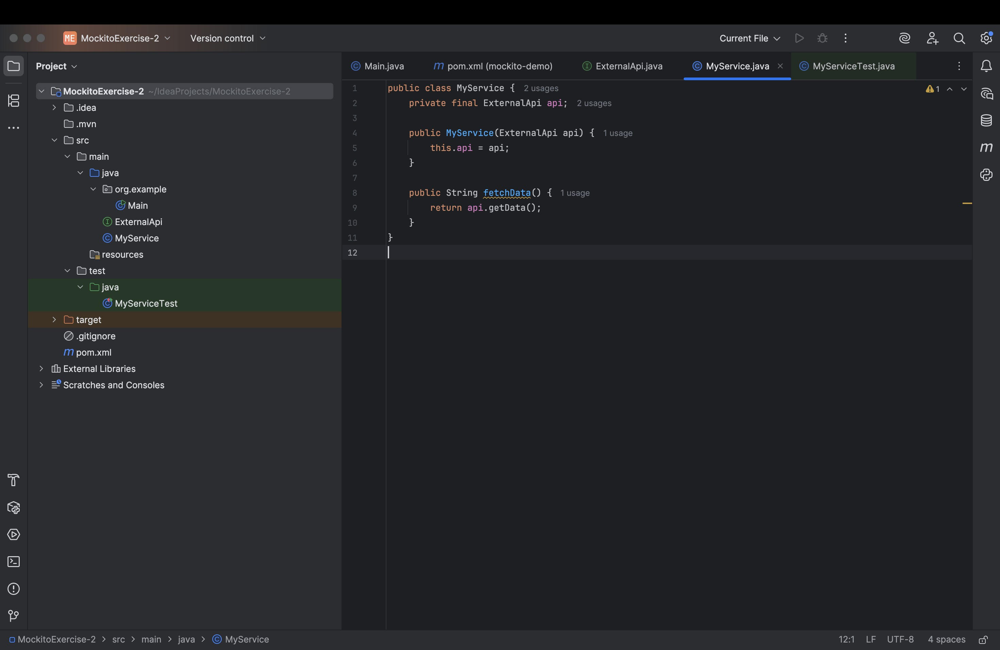 ME MockitoExercise-2 Version control Current File
Project
Main.java m pom.xml (mockito-demo) ExternalApi.java MyService.java MyServiceTest.java
MockitoExercise-2 ~/IdeaProjects/MockitoExercise-2
.idea
.mvn
src
main
java
org.example
Main
ExternalApi
MyService
resources
test
java
MyServiceTest
target
.gitignore
m pom.xml
External Libraries
Scratches and Consoles
1 public class MyService { 2 usages
2 private final ExternalApi api; 2 usages
3
4 public MyService(ExternalApi api) { 1 usage
5 this.api = api;
6 }
7
8 public String fetchData() { 1 usage
9 return api.getData();
10 }
11 }
12
1
m
MockitoExercise-2 > src > main > java > MyService
12:1 LF UTF-8 4 spaces